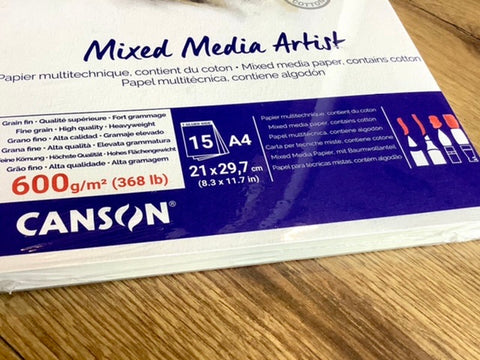 COTTON
Mixed Media Artist
Papier multitechnique, contient du coton • Mixed media paper, contains cotton
Papel multitécnica, contiene algodón
Grain fin • Qualité supérieure • Fort grammage
Fine grain • High quality • Heavyweight
Grano fino • Alta calidad • Gramaje elevado
Grana fine • Alta qualità • Elevata grammatura
Feine Körnung • Höchste Qualität • Hohes Flächengewicht
Grão fino • Alta qualidade • Alta gramagem
600g/m² (368 lb)
15 A4
21 x 29,7 cm
(8.3 x 11.7 in)
Papier multitechnique, contient du coton
Mixed media paper, contains cotton
Papel multitécnica, contiene algodón
Carta per tecniche miste, contiene cotone
Mixed Media Papier, mit Baumwollanteil.
Papel para técnicas mistas, contém algodão
CANSON®